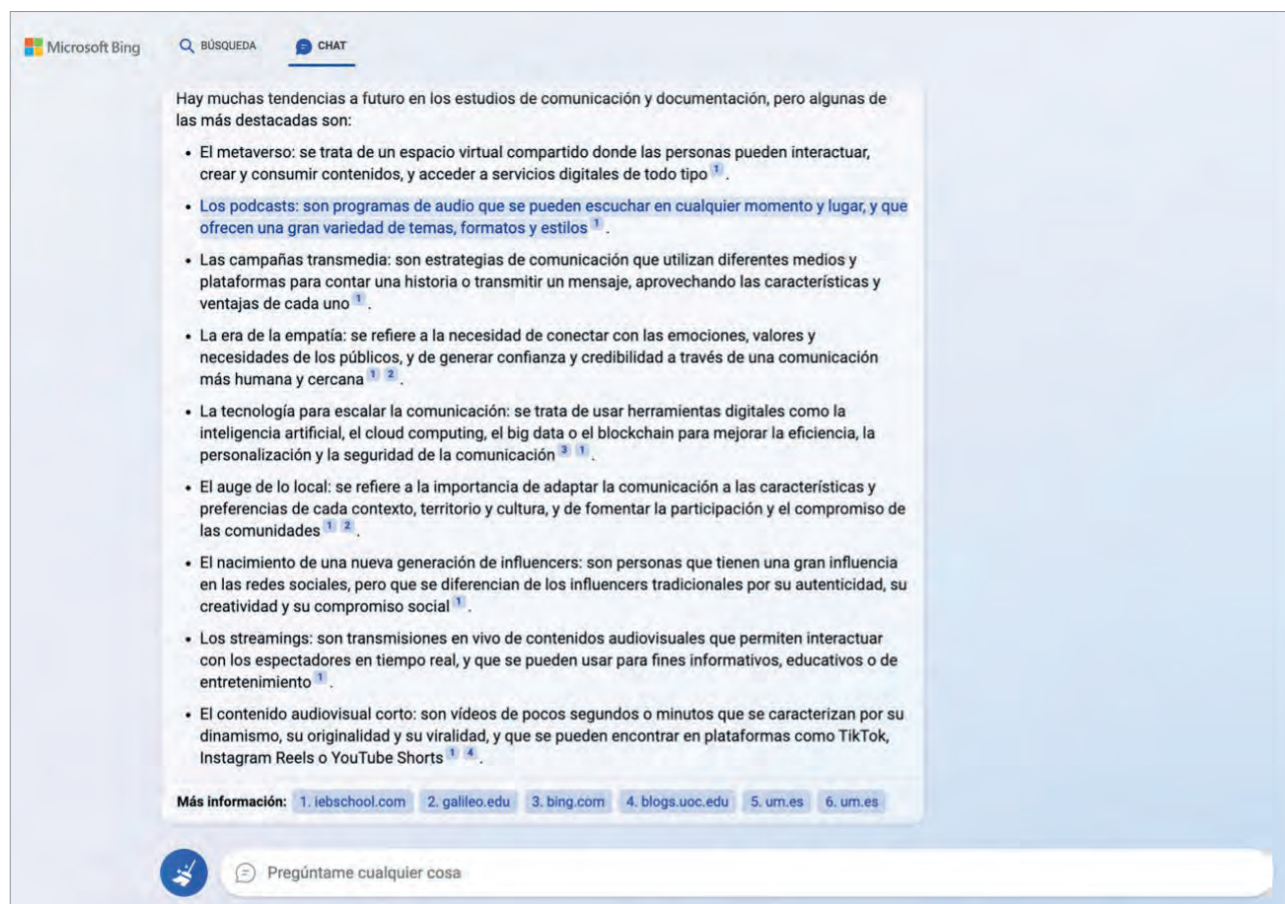 Microsoft Bing
BÚSQUEDA
CHAT
Hay muchas tendencias a futuro en los estudios de comunicación y documentación, pero algunas de
las más destacadas son:
• El metaverso: se trata de un espacio virtual compartido donde las personas pueden interactuar,
crear y consumir contenidos, y acceder a servicios digitales de todo tipo 1 .
• Los podcasts: son programas de audio que se pueden escuchar en cualquier momento y lugar, y que
ofrecen una gran variedad de temas, formatos y estilos 1 .
• Las campañas transmedia: son estrategias de comunicación que utilizan diferentes medios y
plataformas para contar una historia o transmitir un mensaje, aprovechando las características y
ventajas de cada uno 1 .
• La era de la empatía: se refiere a la necesidad de conectar con las emociones, valores y
necesidades de los públicos, y de generar confianza y credibilidad a través de una comunicación
más humana y cercana 1 2 .
• La tecnología para escalar la comunicación: se trata de usar herramientas digitales como la
inteligencia artificial, el cloud computing, el big data o el blockchain para mejorar la eficiencia, la
personalización y la seguridad de la comunicación 3 1 .
• El auge de lo local: se refiere a la importancia de adaptar la comunicación a las características y
preferencias de cada contexto, territorio y cultura, y de fomentar la participación y el compromiso de
las comunidades 1 2 .
• El nacimiento de una nueva generación de influencers: son personas que tienen una gran influencia
en las redes sociales, pero que se diferencian de los influencers tradicionales por su autenticidad, su
creatividad y su compromiso social 1 .
• Los streamings: son transmisiones en vivo de contenidos audiovisuales que permiten interactuar
con los espectadores en tiempo real, y que se pueden usar para fines informativos, educativos o de
entretenimiento 1 .
• El contenido audiovisual corto: son vídeos de pocos segundos o minutos que se caracterizan por su
dinamismo, su originalidad y su viralidad, y que se pueden encontrar en plataformas como TikTok,
Instagram Reels o YouTube Shorts 1 4 .
Más información: 1. iebschool.com 2. galileo.edu 3. bing.com 4. blogs.uoc.edu 5. um.es 6. um.es
Pregúntame cualquier cosa